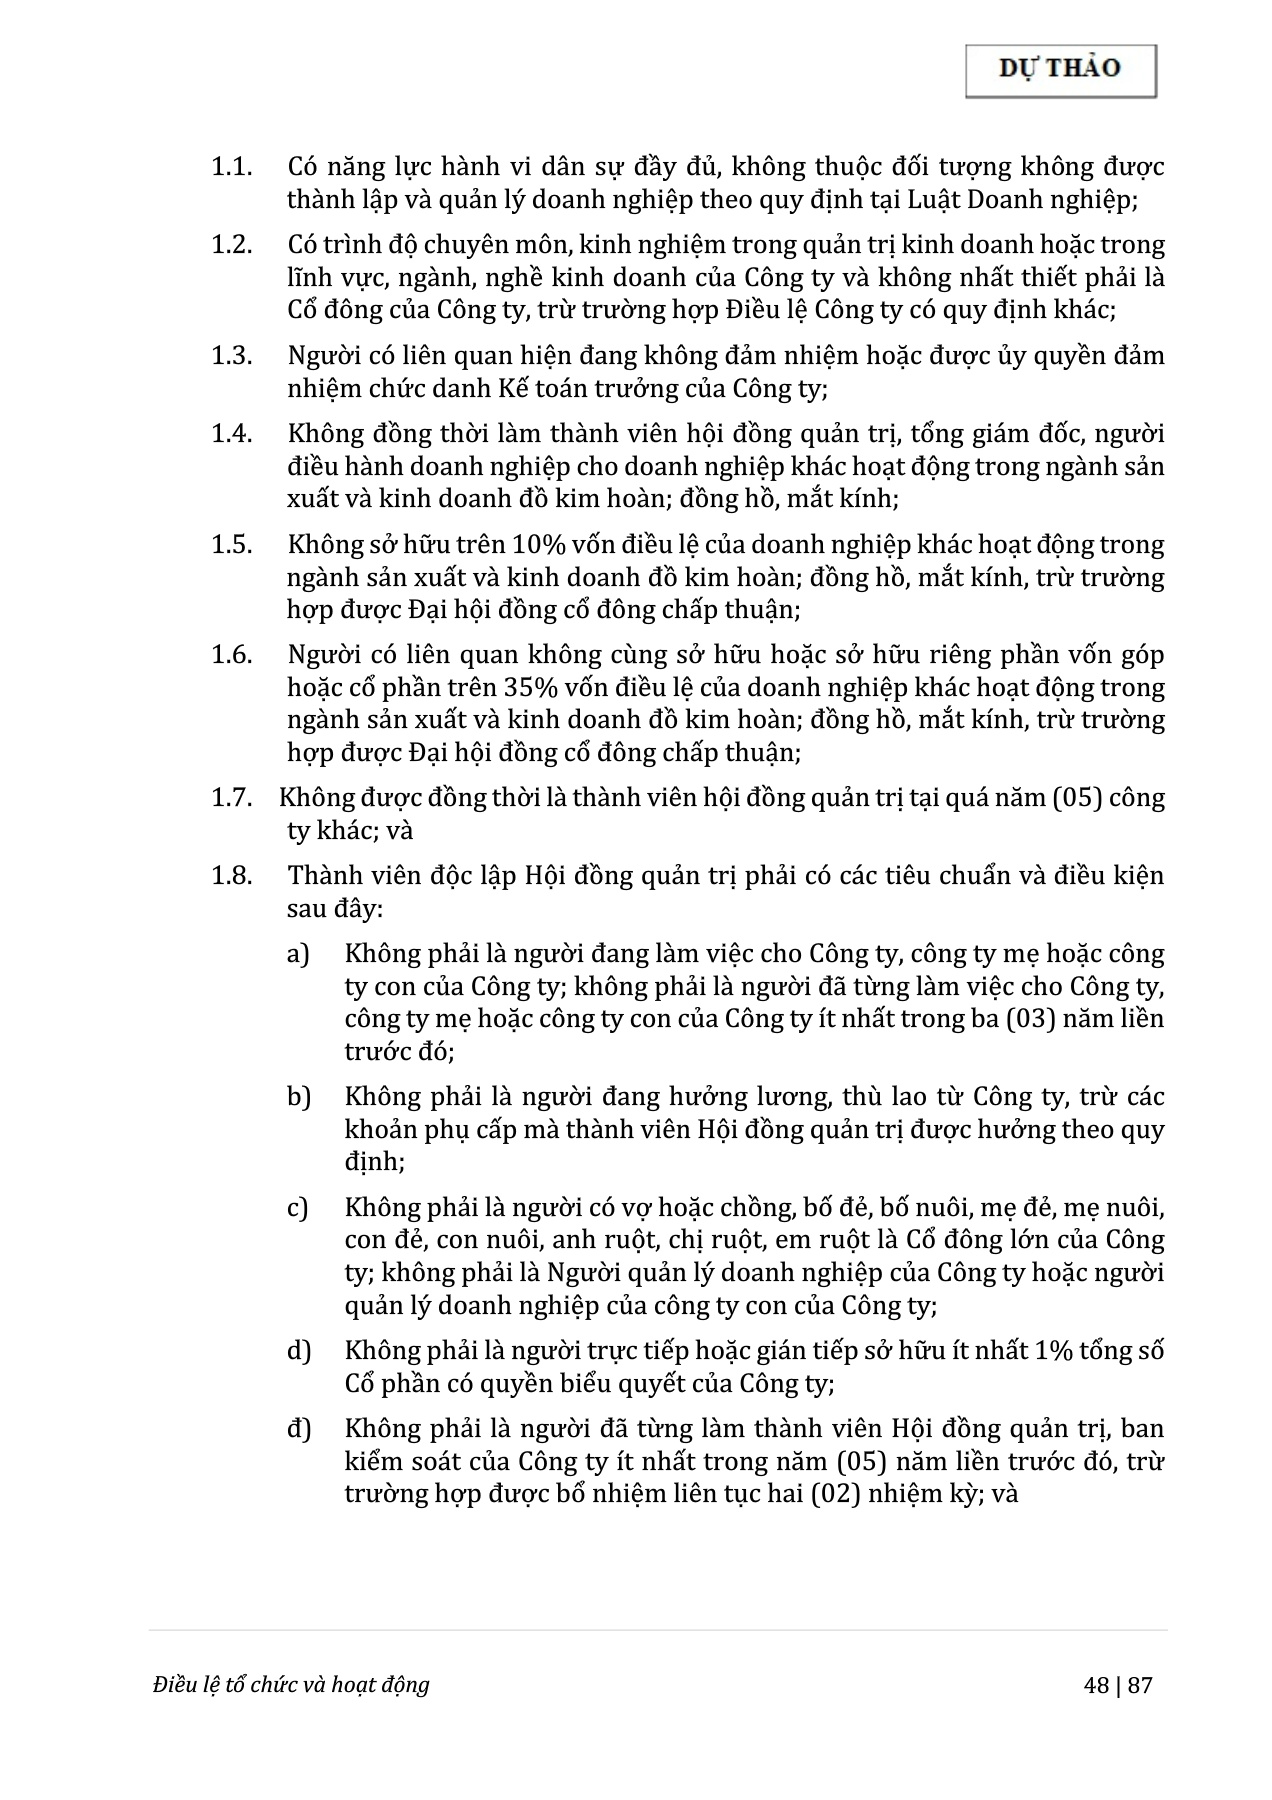 DỰ THẢO
1.1. Có năng lực hành vi dân sự đầy đủ, không thuộc đối tượng không được
thành lập và quản lý doanh nghiệp theo quy định tại Luật Doanh nghiệp;
1.2. Có trình độ chuyên môn, kinh nghiệm trong quản trị kinh doanh hoặc trong
lĩnh vực, ngành, nghề kinh doanh của Công ty và không nhất thiết phải là
Cổ đông của Công ty, trừ trường hợp Điều lệ Công ty có quy định khác;
1.3. Người có liên quan hiện đang không đảm nhiệm hoặc được ủy quyền đảm
nhiệm chức danh Kế toán trưởng của Công ty;
1.4. Không đồng thời làm thành viên hội đồng quản trị, tổng giám đốc, người
điều hành doanh nghiệp cho doanh nghiệp khác hoạt động trong ngành sản
xuất và kinh doanh đồ kim hoàn; đồng hồ, mắt kính;
1.5. Không sở hữu trên 10% vốn điều lệ của doanh nghiệp khác hoạt động trong
ngành sản xuất và kinh doanh đồ kim hoàn; đồng hồ, mắt kính, trừ trường
hợp được Đại hội đồng cổ đông chấp thuận;
1.6. Người có liên quan không cùng sở hữu hoặc sở hữu riêng phần vốn góp
hoặc cổ phần trên 35% vốn điều lệ của doanh nghiệp khác hoạt động trong
ngành sản xuất và kinh doanh đồ kim hoàn; đồng hồ, mắt kính, trừ trường
hợp được Đại hội đồng cổ đông chấp thuận;
1.7. Không được đồng thời là thành viên hội đồng quản trị tại quá năm (05) công
ty khác; và
1.8. Thành viên độc lập Hội đồng quản trị phải có các tiêu chuẩn và điều kiện
sau đây:
a) Không phải là người đang làm việc cho Công ty, công ty mẹ hoặc công
ty con của Công ty; không phải là người đã từng làm việc cho Công ty,
công ty mẹ hoặc công ty con của Công ty ít nhất trong ba (03) năm liền
trước đó;
b) Không phải là người đang hưởng lương, thù lao từ Công ty, trừ các
khoản phụ cấp mà thành viên Hội đồng quản trị được hưởng theo quy
định;
c) Không phải là người có vợ hoặc chồng, bố đẻ, bố nuôi, mẹ đẻ, mẹ nuôi,
con đẻ, con nuôi, anh ruột, chị ruột, em ruột là Cổ đông lớn của Công
ty; không phải là Người quản lý doanh nghiệp của Công ty hoặc người
quản lý doanh nghiệp của công ty con của Công ty;
d) Không phải là người trực tiếp hoặc gián tiếp sở hữu ít nhất 1% tổng số
Cổ phần có quyền biểu quyết của Công ty;
đ) Không phải là người đã từng làm thành viên Hội đồng quản trị, ban
kiểm soát của Công ty ít nhất trong năm (05) năm liền trước đó, trừ
trường hợp được bổ nhiệm liên tục hai (02) nhiệm kỳ; và
Điều lệ tổ chức và hoạt động 48 | 87